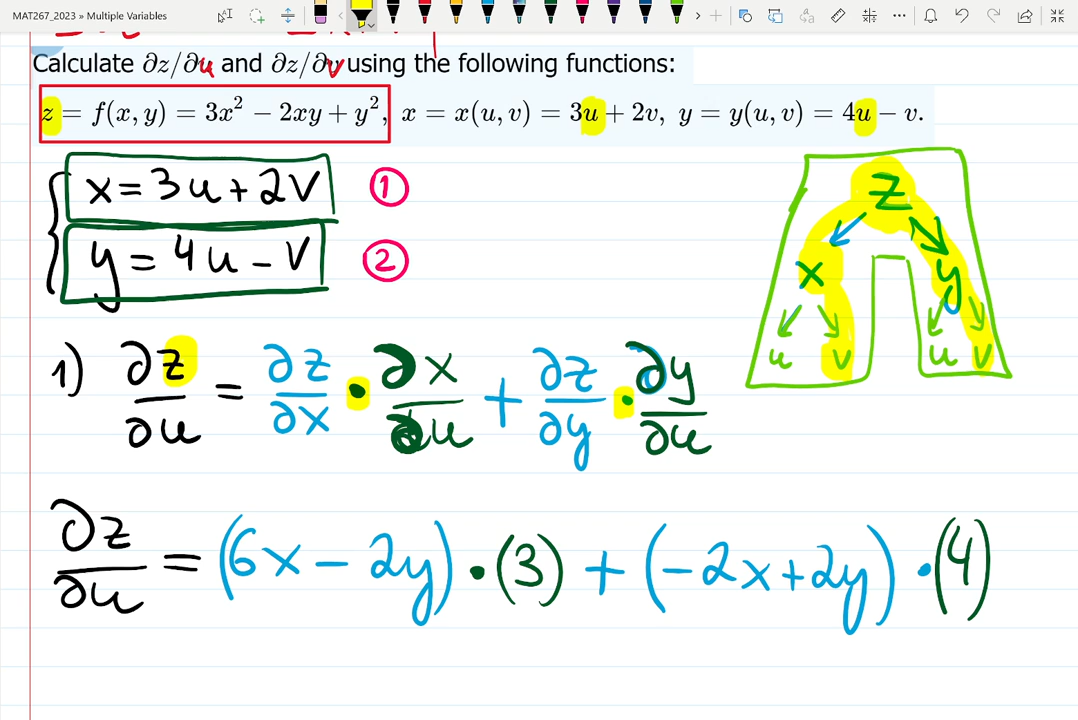 MAT267_2023 » Multiple Variables
Calculate ∂z/∂u and ∂z/∂v using the following functions:
z = f(x, y) = 3x² − 2xy + y², x = x(u, v) = 3u + 2v, y = y(u, v) = 4u − v.
x = 3u + 2v ①
y = 4u − v ②
z
x y
u v u v
1) ∂z/∂u = ∂z/∂x • ∂x/∂u + ∂z/∂y • ∂y/∂u
∂z/∂u = (6x − 2y) • (3) + (−2x + 2y) • (4)